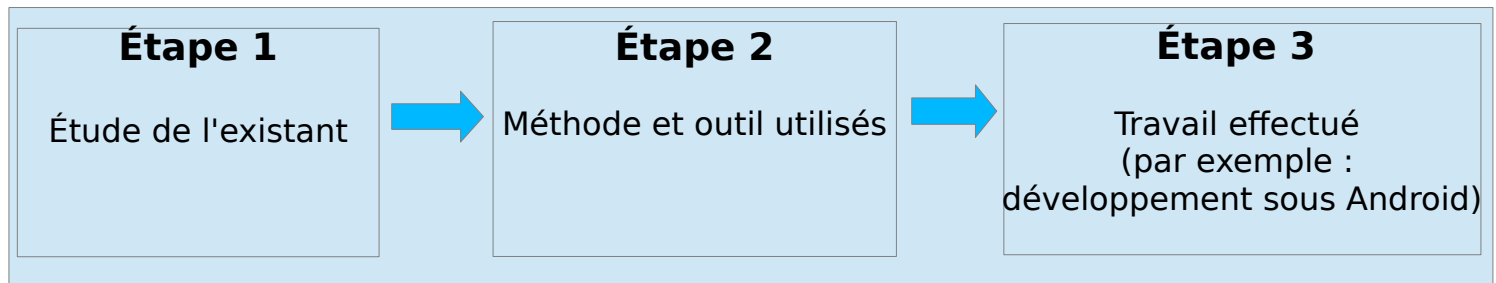 Étape 1
Étude de l'existant
Étape 2
Méthode et outil utilisés
Étape 3
Travail effectué
(par exemple :
développement sous Android)